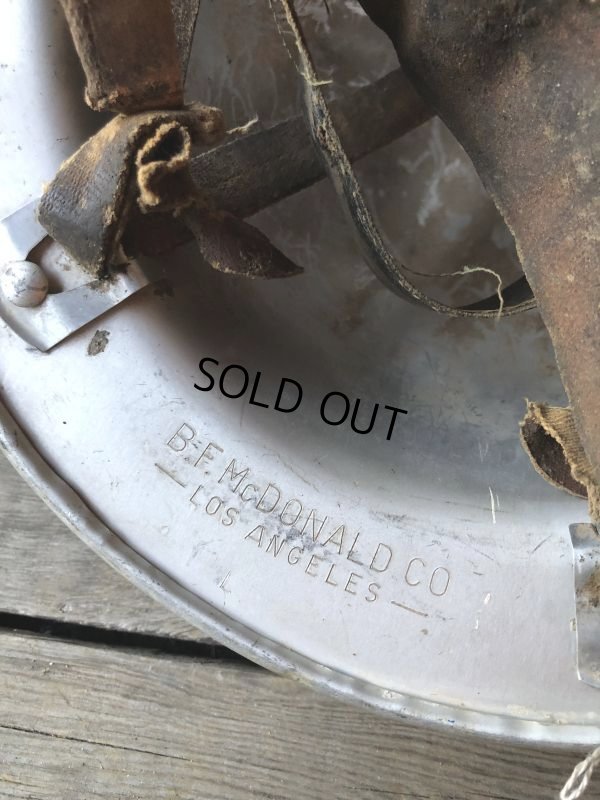 SOLD OUT
B.F. McDONALD CO
— LOS ANGELES —
L